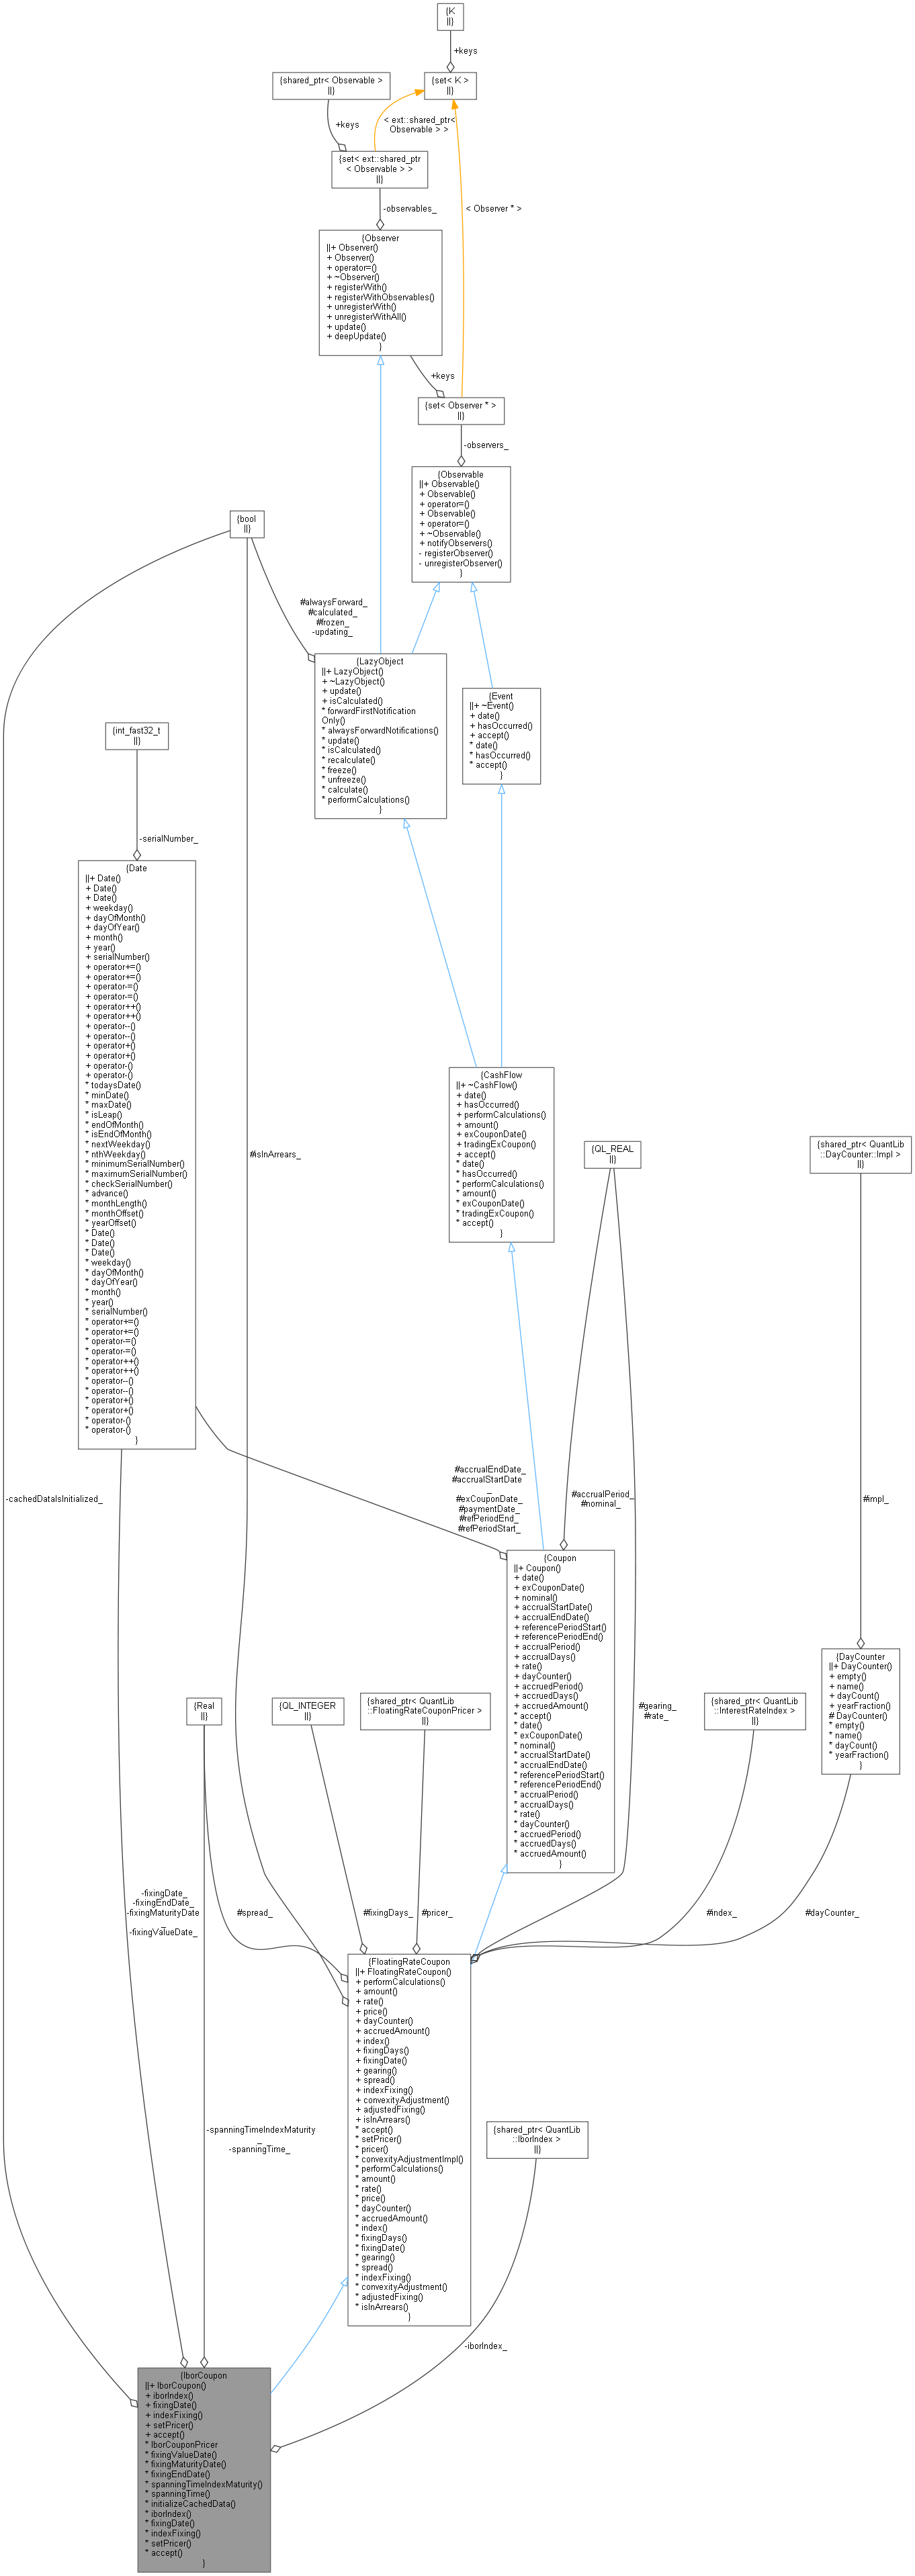 {K
||}
+keys
{shared_ptr< Observable >
||}
{set< K >
||}
+keys
< ext::shared_ptr<
Observable > >
{set< ext::shared_ptr
< Observable > >
||}
-observables_
< Observer * >
{Observer
||+ Observer()
+ Observer()
+ operator=()
+ ~Observer()
+ registerWith()
+ registerWithObservables()
+ unregisterWith()
+ unregisterWithAll()
+ update()
+ deepUpdate()
}
+keys
{set< Observer * >
||}
-observers_
{Observable
||+ Observable()
+ Observable()
+ operator=()
+ Observable()
+ operator=()
+ ~Observable()
+ notifyObservers()
- registerObserver()
- unregisterObserver()
}
{bool
||}
#alwaysForward_
#calculated_
#frozen_
-updating_
{LazyObject
||+ LazyObject()
+ ~LazyObject()
+ update()
+ isCalculated()
* forwardFirstNotification
Only()
* alwaysForwardNotifications()
* update()
* isCalculated()
* recalculate()
* freeze()
* unfreeze()
* calculate()
* performCalculations()
}
{Event
||+ ~Event()
+ date()
+ hasOccurred()
+ accept()
* date()
* hasOccurred()
* accept()
}
{int_fast32_t
||}
-serialNumber_
{Date
||+ Date()
+ Date()
+ Date()
+ weekday()
+ dayOfMonth()
+ dayOfYear()
+ month()
+ year()
+ serialNumber()
+ operator+=()
+ operator+=()
+ operator-=()
+ operator-=()
+ operator++()
+ operator++()
+ operator--()
+ operator--()
+ operator+()
+ operator+()
+ operator-()
+ operator-()
* todaysDate()
* minDate()
* maxDate()
* isLeap()
* endOfMonth()
* isEndOfMonth()
* nextWeekday()
* nthWeekday()
* minimumSerialNumber()
* maximumSerialNumber()
* checkSerialNumber()
* advance()
* monthLength()
* monthOffset()
* yearOffset()
* Date()
* Date()
* Date()
* weekday()
* dayOfMonth()
* dayOfYear()
* month()
* year()
* serialNumber()
* operator+=()
* operator+=()
* operator-=()
* operator-=()
* operator++()
* operator++()
* operator--()
* operator--()
* operator+()
* operator+()
* operator-()
* operator-()
}
#isInArrears_
{CashFlow
||+ ~CashFlow()
+ date()
+ hasOccurred()
+ performCalculations()
+ amount()
+ exCouponDate()
+ tradingExCoupon()
+ accept()
* date()
* hasOccurred()
* performCalculations()
* amount()
* exCouponDate()
* tradingExCoupon()
* accept()
}
{QL_REAL
||}
{shared_ptr< QuantLib
::DayCounter::Impl >
||}
-cachedDataIsInitialized_
#accrualEndDate_
#accrualStartDate
_
#exCouponDate_
#paymentDate_
#refPeriodEnd_
#refPeriodStart_
#accrualPeriod_
#nominal_
#impl_
{Coupon
||+ Coupon()
+ date()
+ exCouponDate()
+ nominal()
+ accrualStartDate()
+ accrualEndDate()
+ referencePeriodStart()
+ referencePeriodEnd()
+ accrualPeriod()
+ accrualDays()
+ rate()
+ dayCounter()
+ accruedPeriod()
+ accruedDays()
+ accruedAmount()
* accept()
* date()
* exCouponDate()
* nominal()
* accrualStartDate()
* accrualEndDate()
* referencePeriodStart()
* referencePeriodEnd()
* accrualPeriod()
* accrualDays()
* rate()
* dayCounter()
* accruedPeriod()
* accruedDays()
* accruedAmount()
}
{DayCounter
||+ DayCounter()
+ empty()
+ name()
+ dayCount()
+ yearFraction()
# DayCounter()
* empty()
* name()
* dayCount()
* yearFraction()
}
{Real
||}
{QL_INTEGER
||}
{shared_ptr< QuantLib
::FloatingRateCouponPricer >
||}
#gearing_
#rate_
{shared_ptr< QuantLib
::InterestRateIndex >
||}
-fixingDate_
-fixingEndDate_
-fixingMaturityDate
_
-fixingValueDate_
#spread_
#fixingDays_
#pricer_
#index_
#dayCounter_
{FloatingRateCoupon
||+ FloatingRateCoupon()
+ performCalculations()
+ amount()
+ rate()
+ price()
+ dayCounter()
+ accruedAmount()
+ index()
+ fixingDays()
+ fixingDate()
+ gearing()
+ spread()
+ indexFixing()
+ convexityAdjustment()
+ adjustedFixing()
+ isInArrears()
* accept()
* setPricer()
* pricer()
* convexityAdjustmentImpl()
* performCalculations()
* amount()
* rate()
* price()
* dayCounter()
* accruedAmount()
* index()
* fixingDays()
* fixingDate()
* gearing()
* spread()
* indexFixing()
* convexityAdjustment()
* adjustedFixing()
* isInArrears()
}
-spanningTimeIndexMaturity
_
-spanningTime_
{shared_ptr< QuantLib
::IborIndex >
||}
-iborIndex_
{IborCoupon
||+ IborCoupon()
+ iborIndex()
+ fixingDate()
+ indexFixing()
+ setPricer()
+ accept()
* IborCouponPricer
* fixingValueDate()
* fixingMaturityDate()
* fixingEndDate()
* spanningTimeIndexMaturity()
* spanningTime()
* initializeCachedData()
* iborIndex()
* fixingDate()
* indexFixing()
* setPricer()
* accept()
}